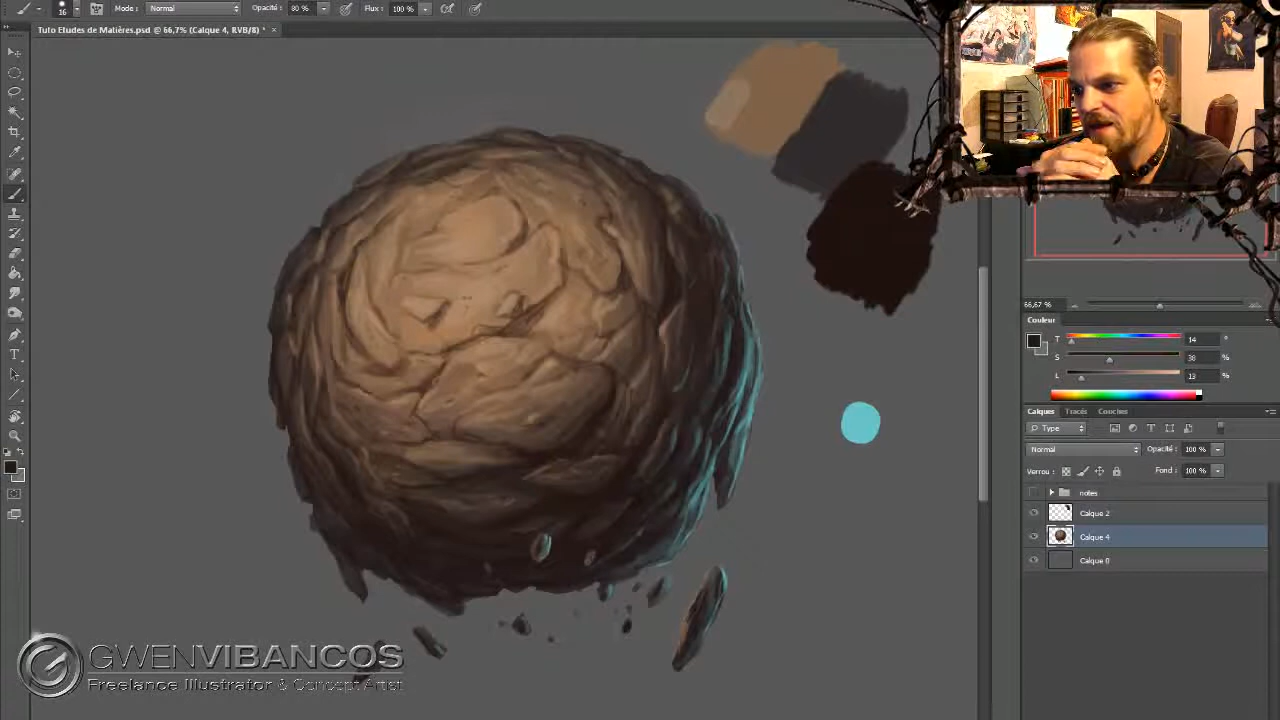 16 Mode : Normal Opacité : 80 % Flux : 100 %
Tuto Etudes de Matières.psd @ 66,7% (Calque 4, RVB/8) * ×
66,67 %
Couleur
T 14 °
S 38 %
L 13 %
Calques Tracés Couches
Type
Normal Opacité : 100 %
Verrou : Fond : 100 %
notes
Calque 2
Calque 4
Calque 0
GWENVIBANCOS
Freelance Illustrator & Concept Artist